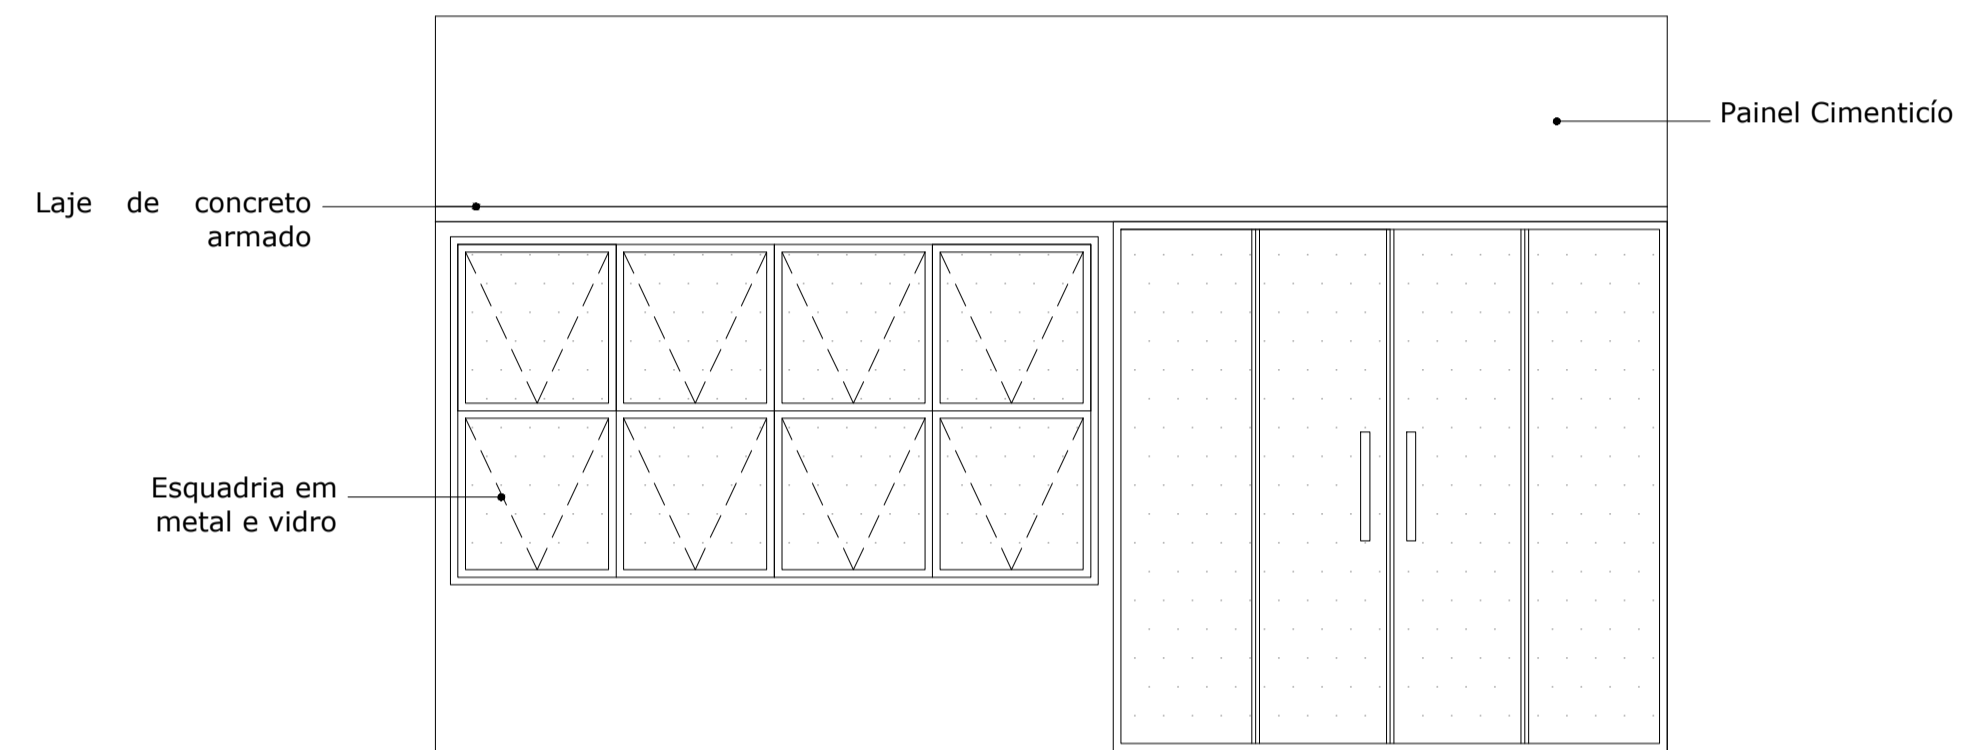 Painel Cimenticío
Laje de concreto
armado
Esquadria em
metal e vidro